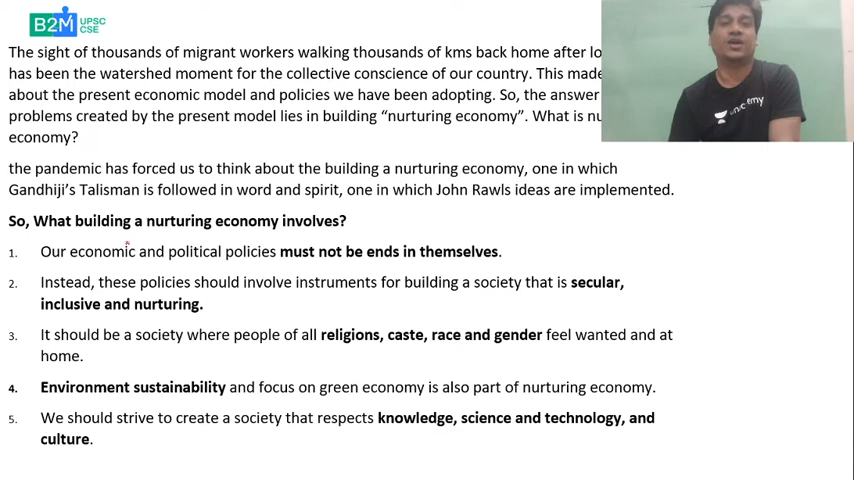 B2M UPSC
CSE
The sight of thousands of migrant workers walking thousands of kms back home after lo
has been the watershed moment for the collective conscience of our country. This made
about the present economic model and policies we have been adopting. So, the answer
problems created by the present model lies in building “nurturing economy”. What is nu
economy?
the pandemic has forced us to think about the building a nurturing economy, one in which
Gandhiji’s Talisman is followed in word and spirit, one in which John Rawls ideas are implemented.
So, What building a nurturing economy involves?
1. Our economic and political policies must not be ends in themselves.
2. Instead, these policies should involve instruments for building a society that is secular,
inclusive and nurturing.
3. It should be a society where people of all religions, caste, race and gender feel wanted and at
home.
4. Environment sustainability and focus on green economy is also part of nurturing economy.
5. We should strive to create a society that respects knowledge, science and technology, and
culture.